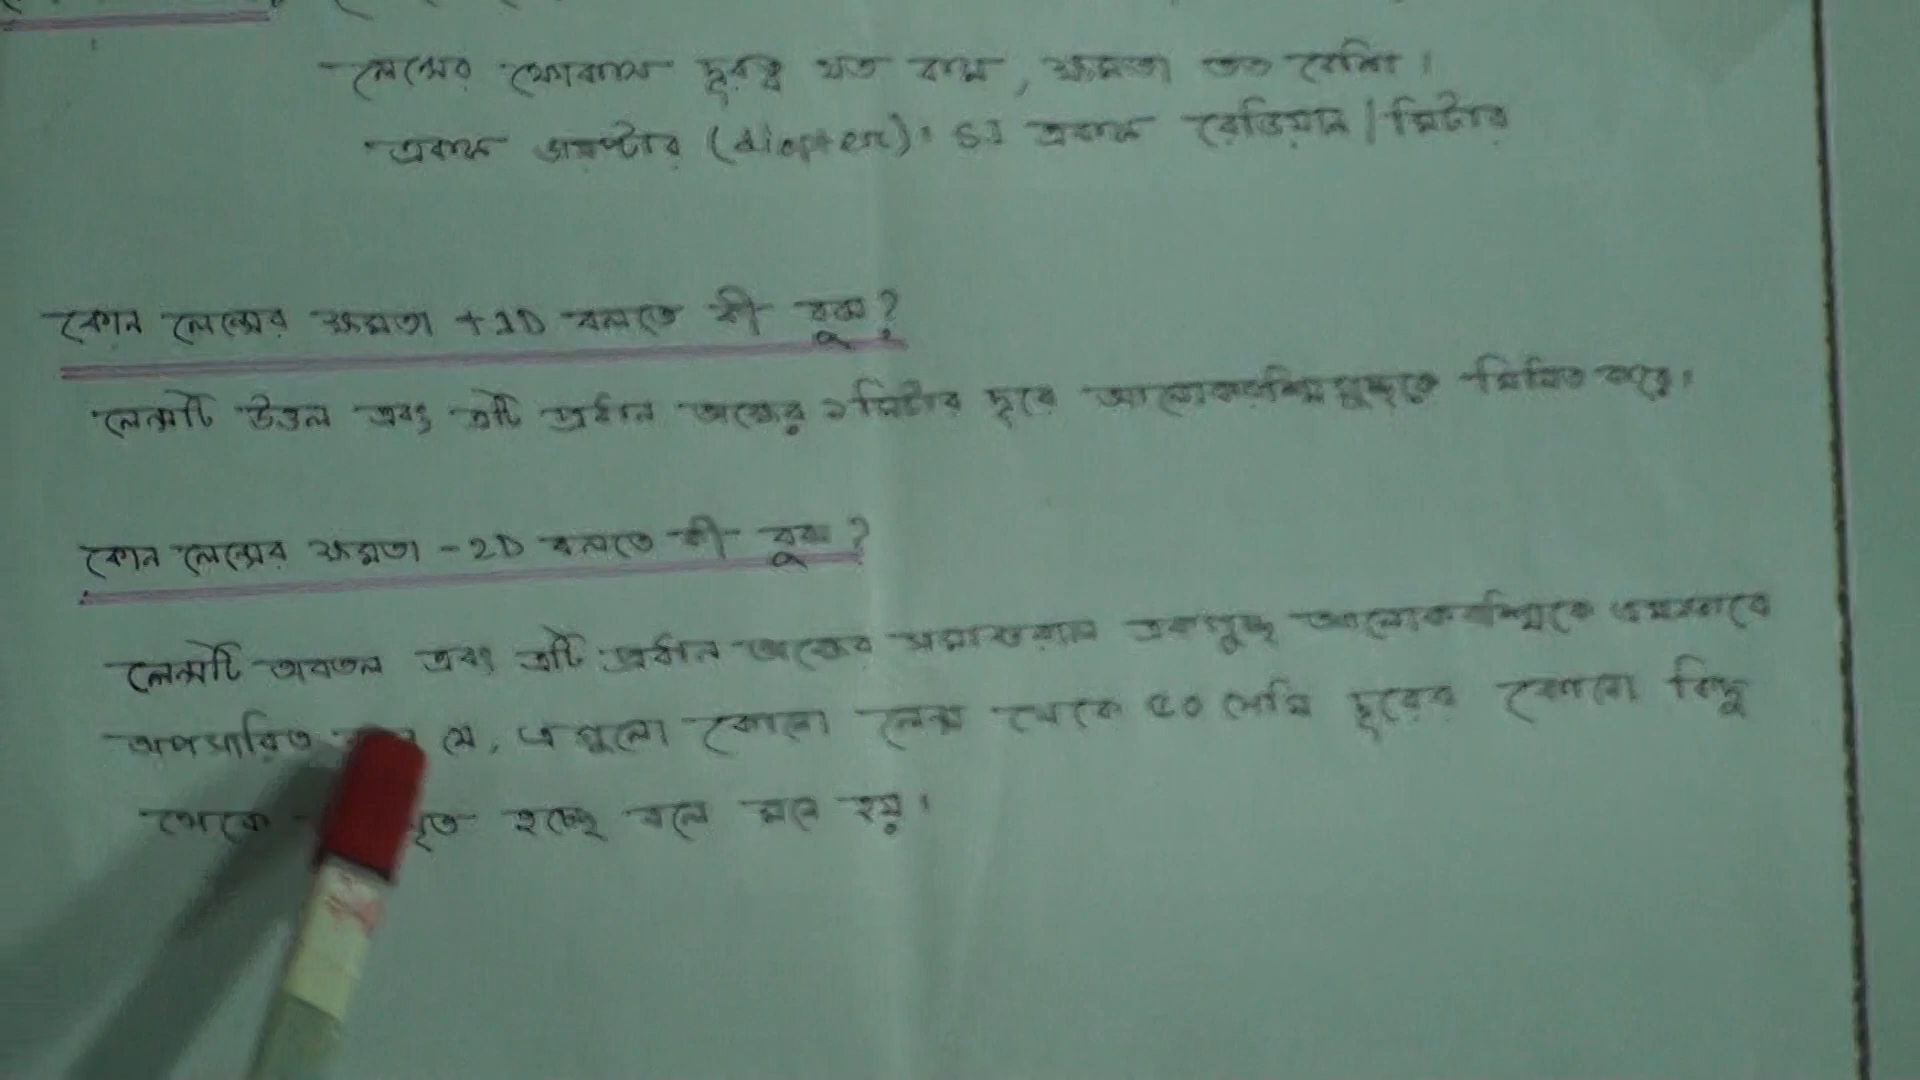 লেন্সের ফোকাস দূরত্ব যত কম, ক্ষমতা তত বেশি।
একক ডায়প্টার (diopter)। SI একক রেডিয়ান / মিটার
কোন লেন্সের ক্ষমতা +1D বলতে কী বুঝ?
লেন্সটি উত্তল এবং এটি প্রধান অক্ষের ১ মিটার দূরে আলোকরশ্মিগুচ্ছকে মিলিত করে।
কোন লেন্সের ক্ষমতা -2D বলতে কী বুঝ?
লেন্সটি অবতল এবং এটি প্রধান অক্ষের সমান্তরাল একগুচ্ছ আলোকরশ্মিকে এমনভাবে
অপসারিত যে, এগুলো কোনো লেন্স থেকে ৫০ সেমি দূরের কোনো বিন্দু
থেকে হচ্ছে বলে মনে হয়।